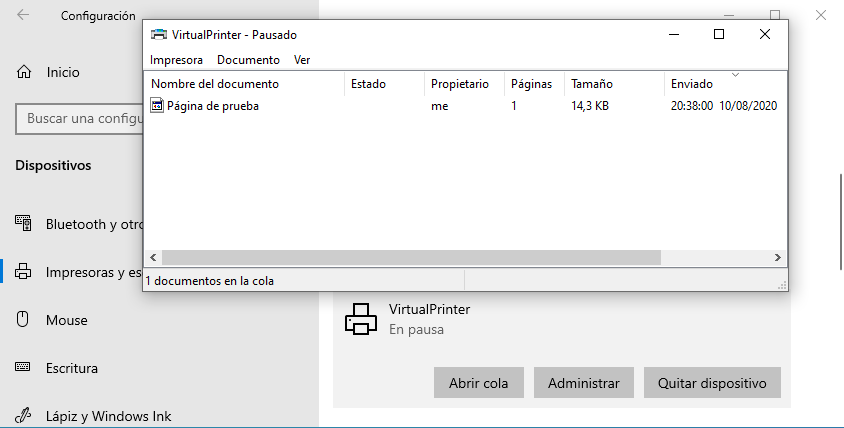 Configuración
VirtualPrinter - Pausado
Impresora Documento Ver
Nombre del documento Estado Propietario Páginas Tamaño Enviado
Página de prueba me 1 14,3 KB 20:38:00 10/08/2020
1 documentos en la cola
Inicio
Buscar una configu
Dispositivos
Bluetooth y otro
Impresoras y es
Mouse
Escritura
Lápiz y Windows Ink
VirtualPrinter
En pausa
Abrir cola Administrar Quitar dispositivo